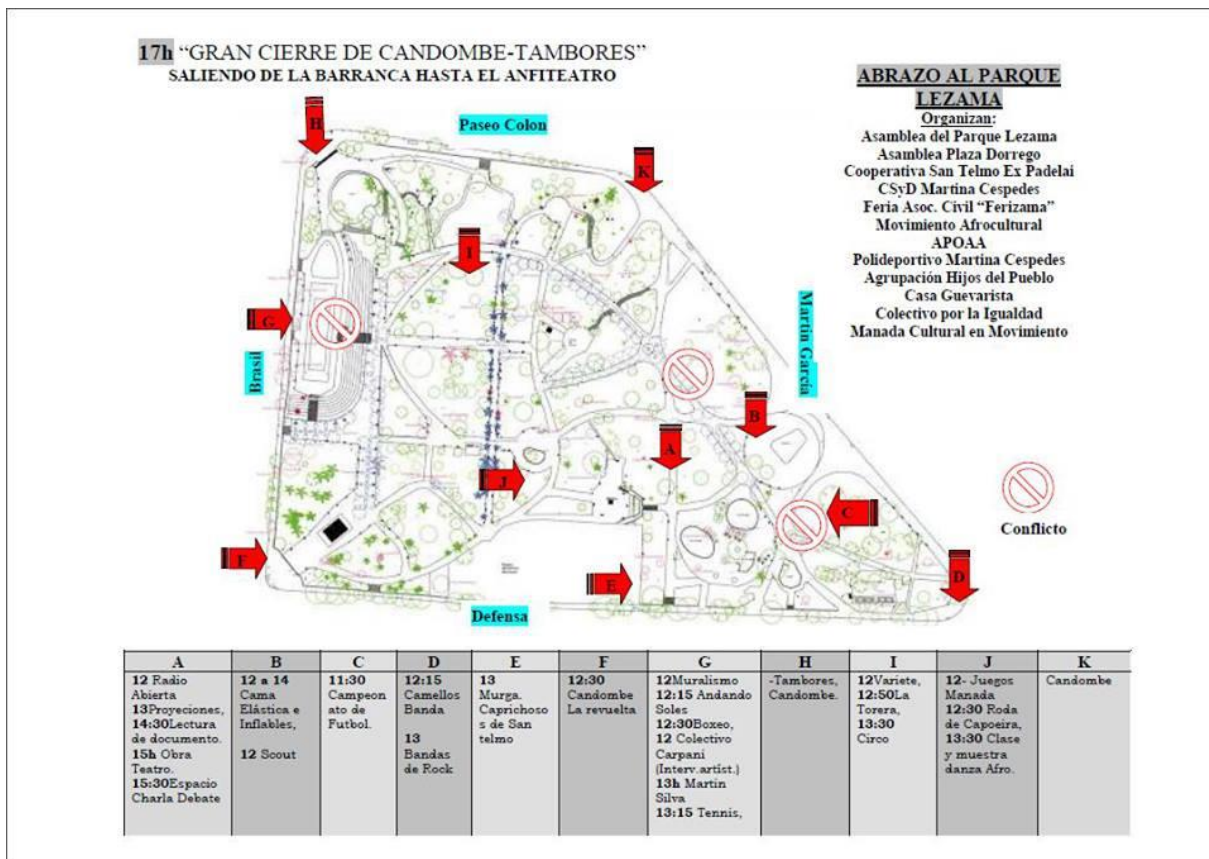 17h “GRAN CIERRE DE CANDOMBE-TAMBORES”
SALIENDO DE LA BARRANCA HASTA EL ANFITEATRO
ABRAZO AL PARQUE
LEZAMA
Organizan:
Asamblea del Parque Lezama
Asamblea Plaza Dorrego
Cooperativa San Telmo Ex Padelai
CSyD Martina Cespedes
Feria Asoc. Civil “Ferizama”
Movimiento Afrocultural
APOAA
Polideportivo Martina Cespedes
Agrupación Hijos del Pueblo
Casa Guevarista
Colectivo por la Igualdad
Manada Cultural en Movimiento
H
Paseo Colon
K
I
G
Brasil
Martin García
B
A
J
C
Conflicto
F
E
D
Defensa
A
12 Radio
Abierta
13Proyeciones,
14:30Lectura
de documento.
15h Obra
Teatro.
15:30Espacio
Charla Debate
B
12 a 14
Cama
Elástica e
Inflables,
12 Scout
C
11:30
Campeon
ato de
Futbol.
D
12:15
Camellos
Banda
13
Bandas
de Rock
E
13
Murga.
Caprichoso
s de San
telmo
F
12:30
Candombe
La revuelta
G
12Muralismo
12:15 Andando
Soles
12:30Boxeo,
12 Colectivo
Carpani
(Interv.artíst.)
13h Martin
Silva
13:15 Tennis,
H
-Tambores,
Candombe.
I
12Variete,
12:50La
Torera,
13:30
Circo
J
12- Juegos
Manada
12:30 Roda
de Capoeira,
13:30 Clase
y muestra
danza Afro.
K
Candombe